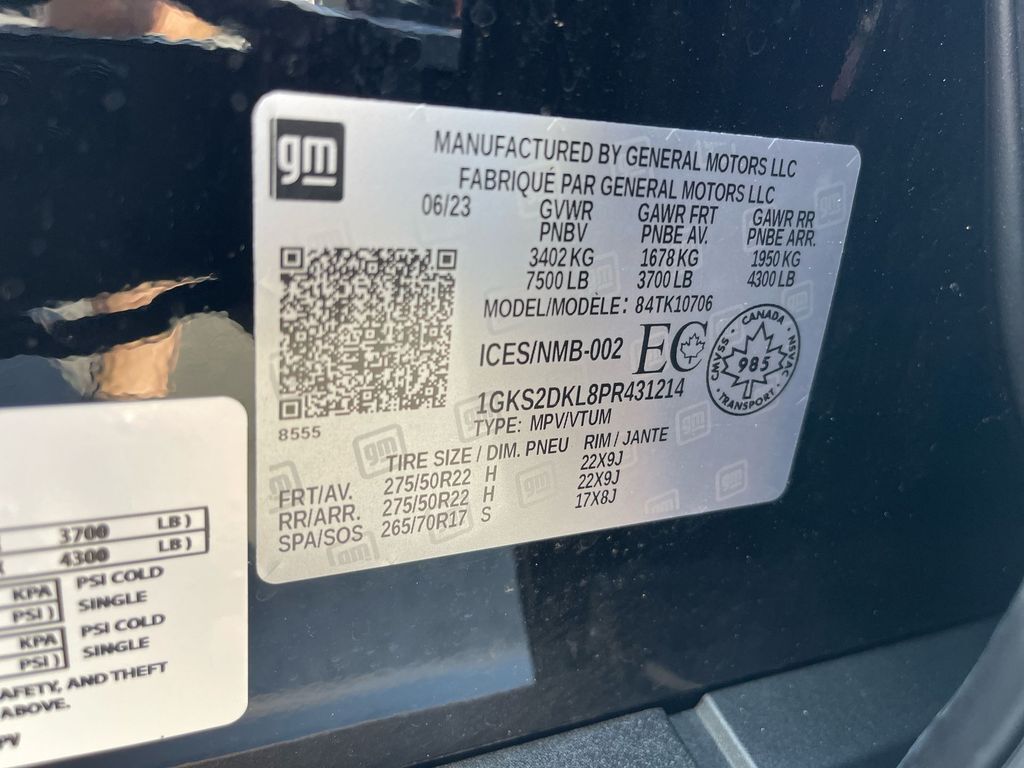 gm
MANUFACTURED BY GENERAL MOTORS LLC
FABRIQUÉ PAR GENERAL MOTORS LLC
06/23 GVWR GAWR FRT GAWR RR
PNBV PNBE AV. PNBE ARR.
3402 KG 1678 KG 1950 KG
7500 LB 3700 LB 4300 LB
MODEL/MODÈLE: 84TK10706
ICES/NMB-002 EC
CANADA
CMVSS 985 NSVAC
TRANSPORT
1GKS2DKL8PR431214
TYPE: MPV/VTUM
8555
TIRE SIZE / DIM. PNEU RIM / JANTE
FRT/AV. 275/50R22 H 22X9J
RR/ARR. 275/50R22 H 22X9J
SPA/SOS 265/70R17 S 17X8J
3700 LB)
4300 LB)
KPA PSI COLD
PSI) SINGLE
KPA PSI COLD
PSI) SINGLE
AFETY, AND THEFT
ABOVE.
PV